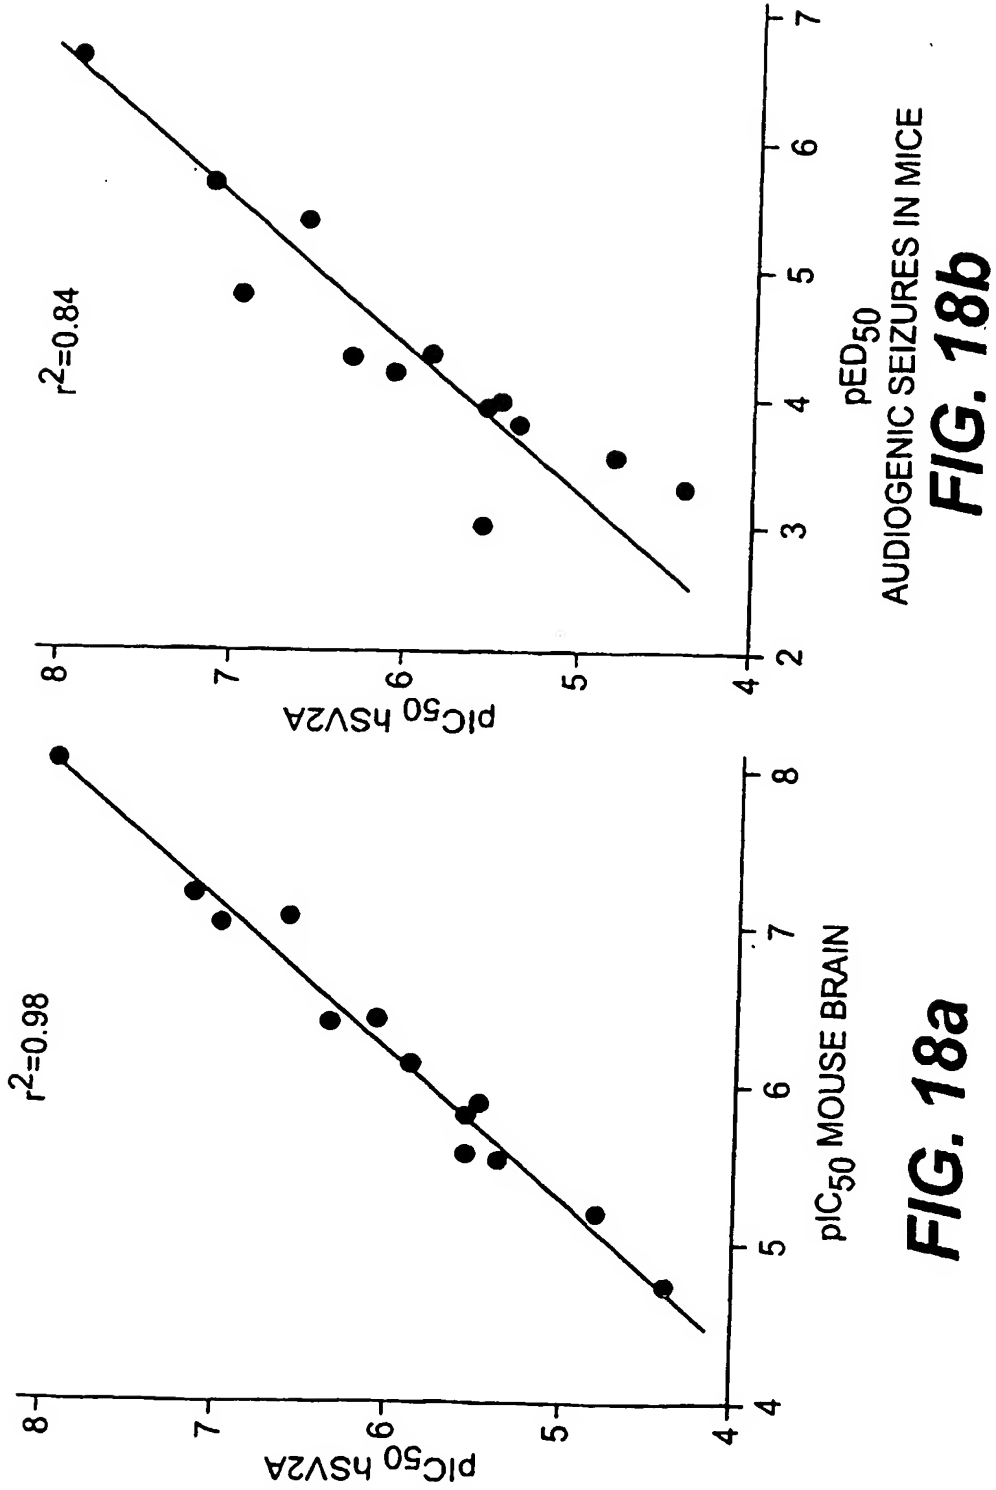 r2=0.98
8
7
6
5
4
pIC50 hSV2A
4
5
6
7
8
pIC50 MOUSE BRAIN
FIG. 18a
r2=0.84
8
7
6
5
4
pIC50 hSV2A
2
3
4
5
6
7
pED50
AUDIOGENIC SEIZURES IN MICE
FIG. 18b